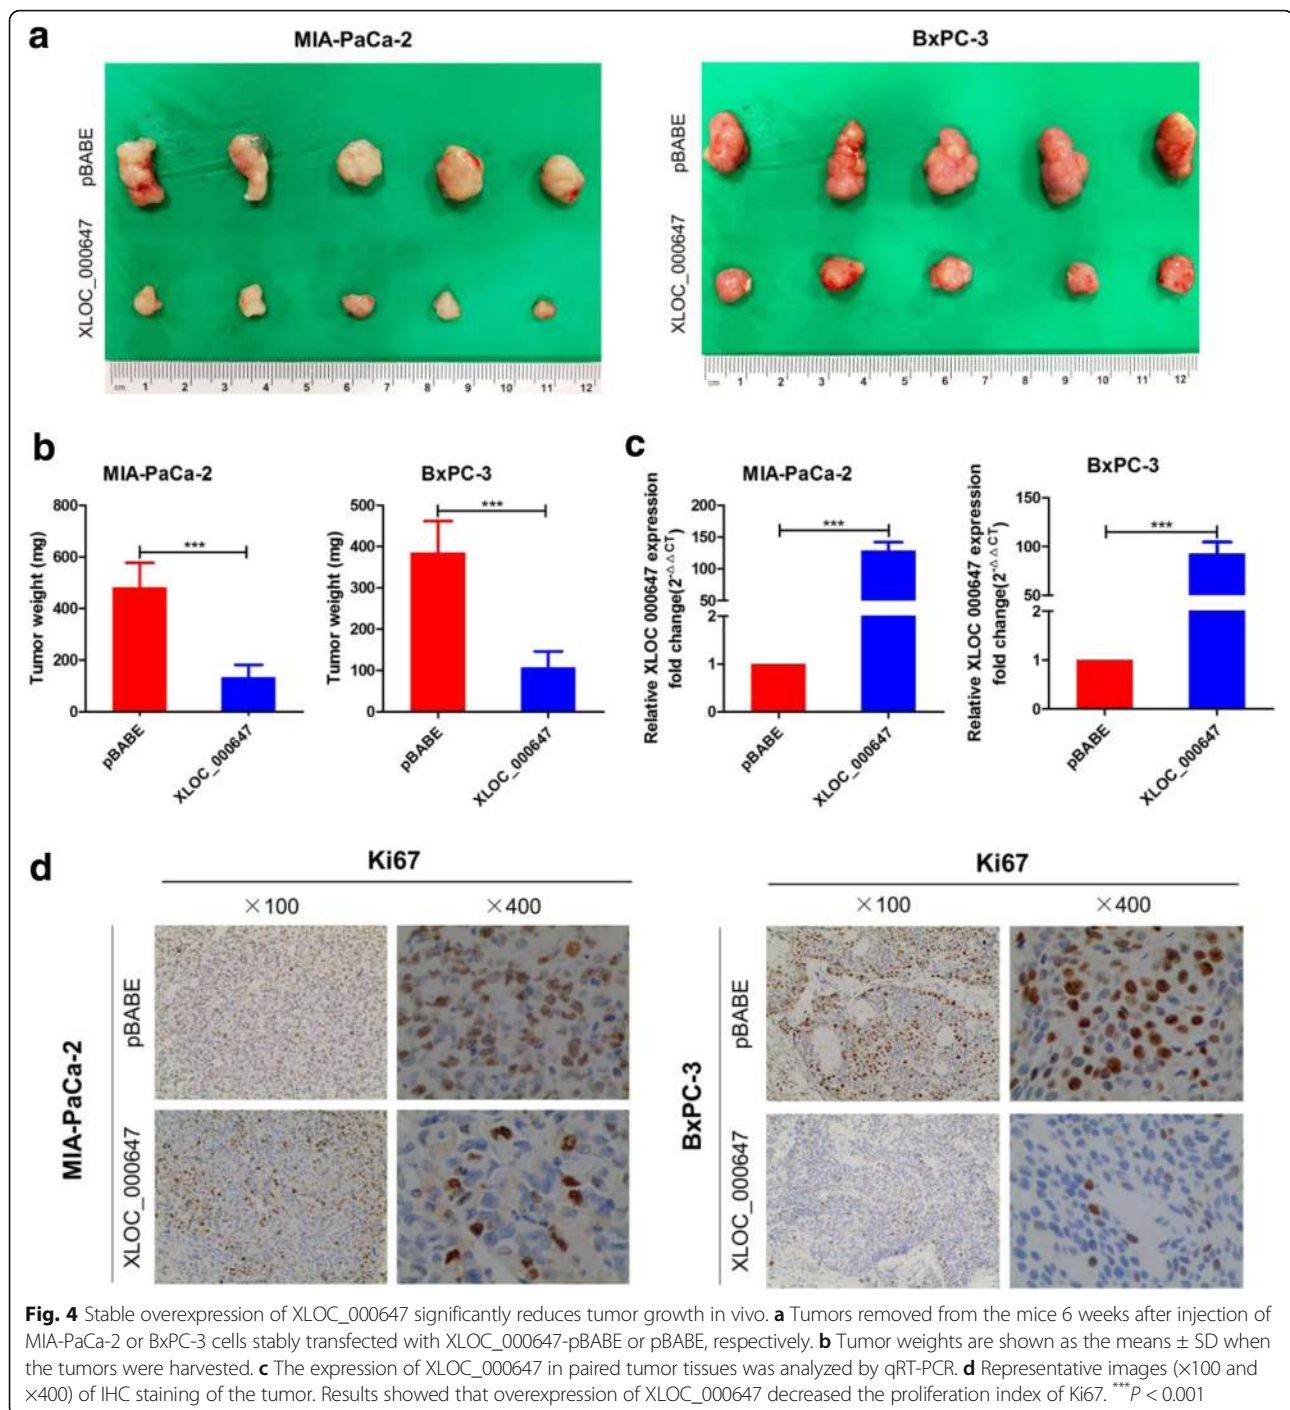 a
MIA-PaCa-2
BxPC-3
pBABE
XLOC_000647
cm 1 2 3 4 5 6 7 8 9 10 11 12
pBABE
XLOC_000647
cm 1 2 3 4 5 6 7 8 9 10 11 12
b
MIA-PaCa-2
Tumor weight (mg)
800
600
400
200
0
***
pBABE
XLOC_000647
BxPC-3
Tumor weight (mg)
500
400
300
200
100
0
***
pBABE
XLOC_000647
c
MIA-PaCa-2
Relative XLOC 000647 expression
fold change(2-△△CT)
200
150
100
50
2
1
0
***
pBABE
XLOC_000647
BxPC-3
Relative XLOC 000647 expression
fold change(2-△△CT)
150
100
50
2
1
0
***
pBABE
XLOC_000647
d
Ki67
×100 ×400
MIA-PaCa-2
pBABE
XLOC_000647
Ki67
×100 ×400
BxPC-3
pBABE
XLOC_000647
Fig. 4 Stable overexpression of XLOC_000647 significantly reduces tumor growth in vivo. a Tumors removed from the mice 6 weeks after injection of
MIA-PaCa-2 or BxPC-3 cells stably transfected with XLOC_000647-pBABE or pBABE, respectively. b Tumor weights are shown as the means ± SD when
the tumors were harvested. c The expression of XLOC_000647 in paired tumor tissues was analyzed by qRT-PCR. d Representative images (×100 and
×400) of IHC staining of the tumor. Results showed that overexpression of XLOC_000647 decreased the proliferation index of Ki67. ***P < 0.001